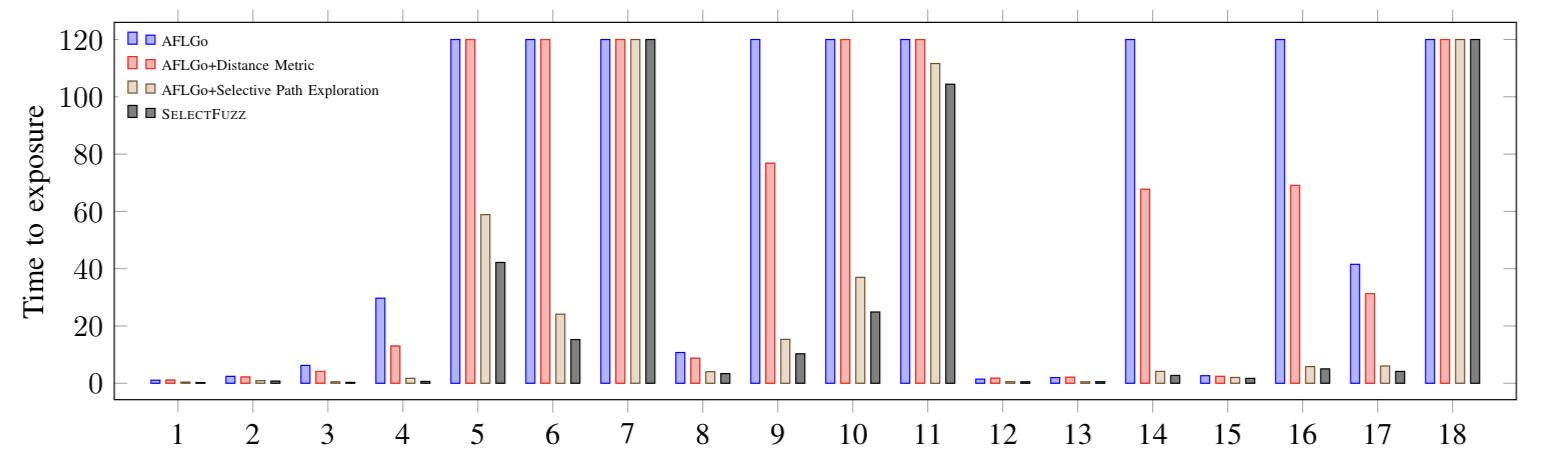 120
100
80
60
40
20
0
Time to exposure
AFLGo
AFLGo+Distance Metric
AFLGo+Selective Path Exploration
SELECTFUZZ
1 2 3 4 5 6 7 8 9 10 11 12 13 14 15 16 17 18